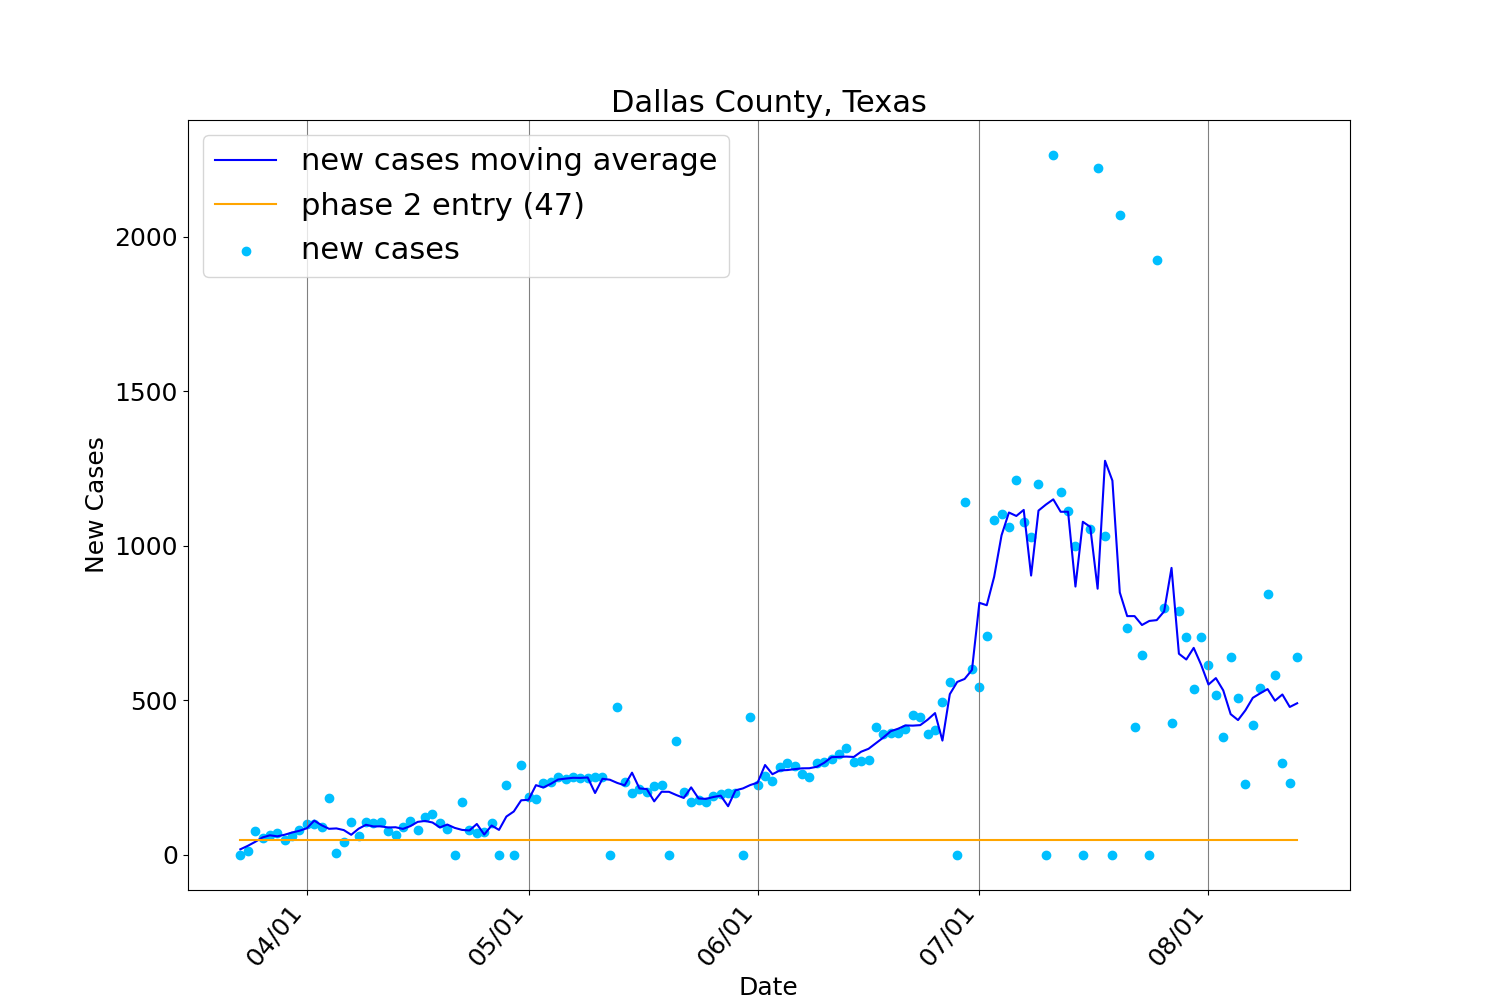 Dallas County, Texas
new cases moving average
phase 2 entry (47)
new cases
New Cases
2000
1500
1000
500
0
04/01
05/01
06/01
07/01
08/01
Date